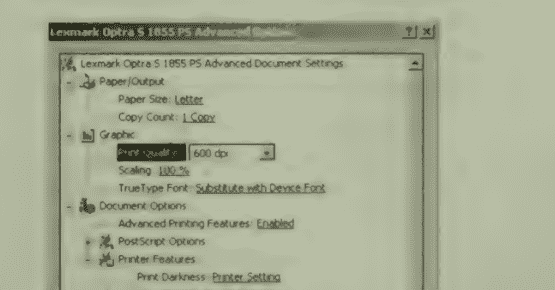 Lexmark Optra S 1855 PS Advanced
Lexmark Optra S 1855 PS Advanced Document Settings
Paper/Output
Paper Size: Letter
Copy Count: 1 Copy
Graphic
Print Quality: 600 dpi
Scaling: 100 %
TrueType Font: Substitute with Device Font
Document Options
Advanced Printing Features: Enabled
PostScript Options
Printer Features
Print Darkness: Printer Setting